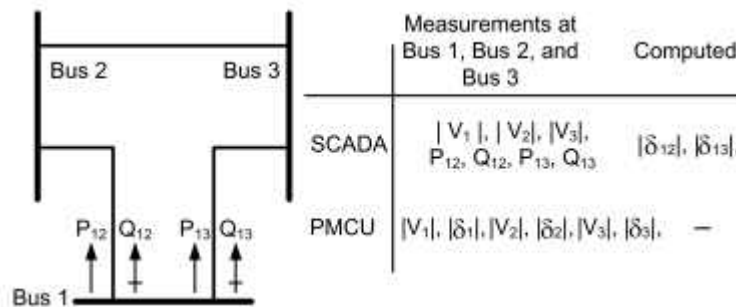 Bus 2
Bus 3
P12 Q12 P13 Q13
Bus 1
Measurements at
Bus 1, Bus 2, and
Bus 3
Computed
SCADA
|V1|, |V2|, |V3|,
P12, Q12, P13, Q13
|δ12|, |δ13|,
PMCU
|V1|, |δ1|, |V2|, |δ2|, |V3|, |δ3|,
–